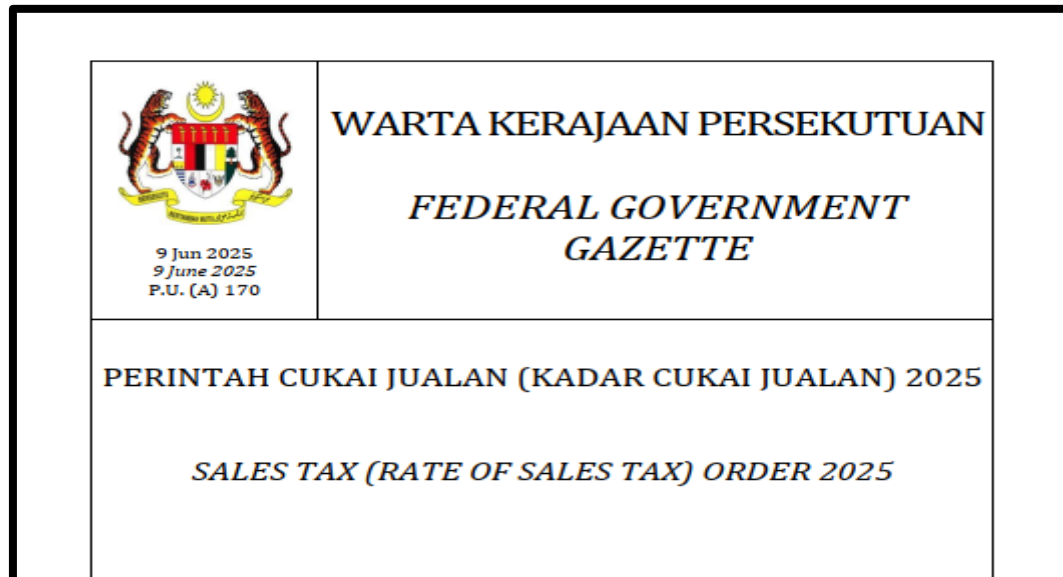 WARTA KERAJAAN PERSEKUTUAN
FEDERAL GOVERNMENT
GAZETTE
9 Jun 2025
9 June 2025
P.U. (A) 170
PERINTAH CUKAI JUALAN (KADAR CUKAI JUALAN) 2025
SALES TAX (RATE OF SALES TAX) ORDER 2025